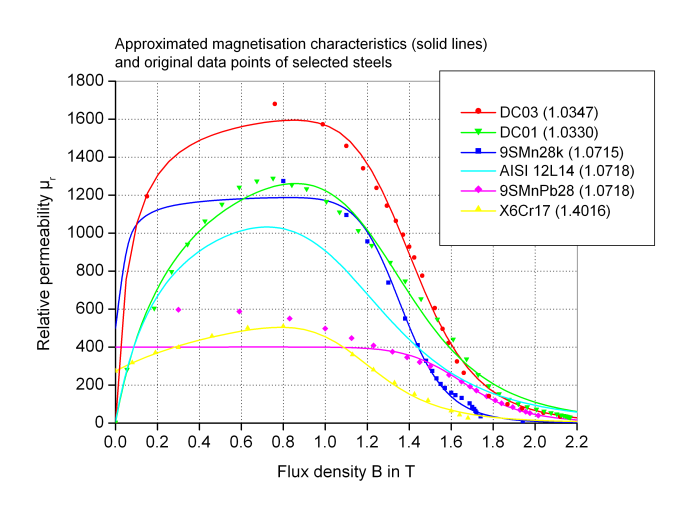 Approximated magnetisation characteristics (solid lines)
and original data points of selected steels
1800
1600
1400
1200
1000
800
600
400
200
0
Relative permeability μr
DC03 (1.0347)
DC01 (1.0330)
9SMn28k (1.0715)
AISI 12L14 (1.0718)
9SMnPb28 (1.0718)
X6Cr17 (1.4016)
0.0 0.2 0.4 0.6 0.8 1.0 1.2 1.4 1.6 1.8 2.0 2.2
Flux density B in T